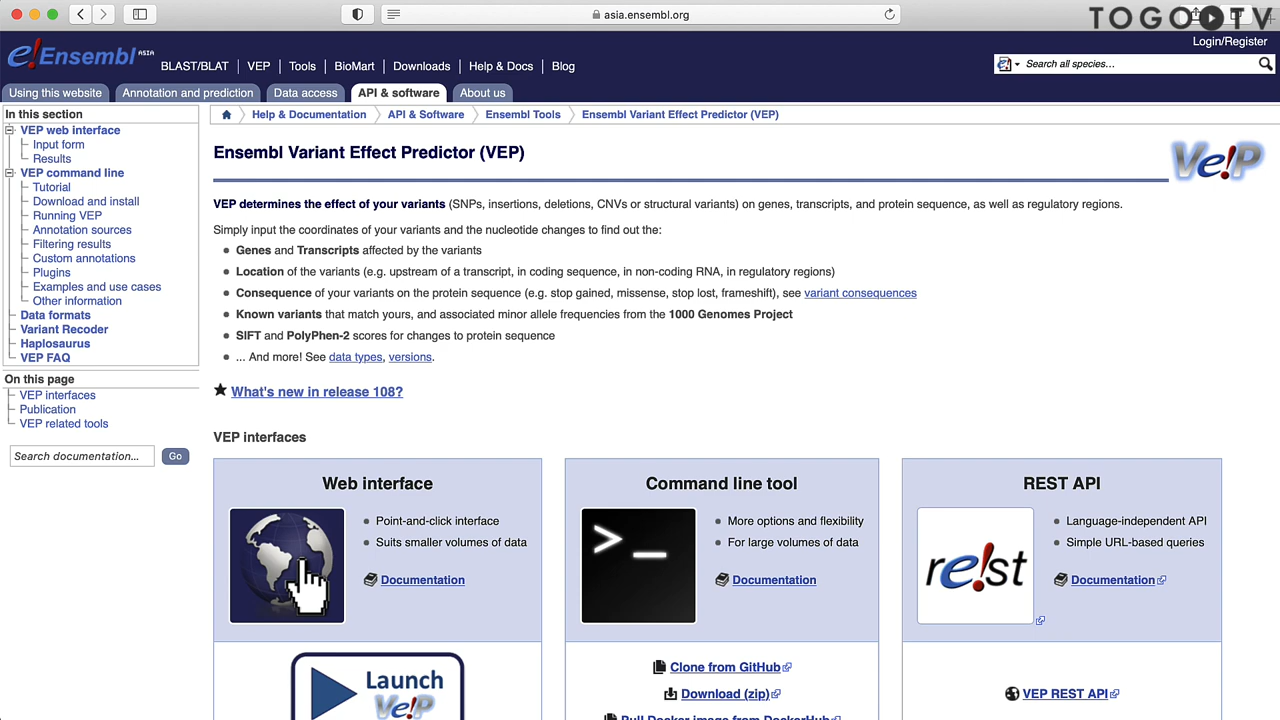 asia.ensembl.org
TOGO TV
Login/Register
e!Ensembl ASIA
BLAST/BLAT | VEP | Tools | BioMart | Downloads | Help & Docs | Blog
Search all species...
Using this website
Annotation and prediction
Data access
API & software
About us
In this section
VEP web interface
Input form
Results
VEP command line
Tutorial
Download and install
Running VEP
Annotation sources
Filtering results
Custom annotations
Plugins
Examples and use cases
Other information
Data formats
Variant Recoder
Haplosaurus
VEP FAQ
On this page
VEP interfaces
Publication
VEP related tools
Search documentation...
Go
Help & Documentation
API & Software
Ensembl Tools
Ensembl Variant Effect Predictor (VEP)
Ensembl Variant Effect Predictor (VEP)
Ve!P
VEP determines the effect of your variants (SNPs, insertions, deletions, CNVs or structural variants) on genes, transcripts, and protein sequence, as well as regulatory regions.
Simply input the coordinates of your variants and the nucleotide changes to find out the:
Genes and Transcripts affected by the variants
Location of the variants (e.g. upstream of a transcript, in coding sequence, in non-coding RNA, in regulatory regions)
Consequence of your variants on the protein sequence (e.g. stop gained, missense, stop lost, frameshift), see variant consequences
Known variants that match yours, and associated minor allele frequencies from the 1000 Genomes Project
SIFT and PolyPhen-2 scores for changes to protein sequence
... And more! See data types, versions.
What's new in release 108?
VEP interfaces
Web interface
Point-and-click interface
Suits smaller volumes of data
Documentation
Launch
Ve!P
Command line tool
>_
More options and flexibility
For large volumes of data
Documentation
Clone from GitHub
Download (zip)
Pull Docker image from DockerHub
REST API
re!st
Language-independent API
Simple URL-based queries
Documentation
VEP REST API